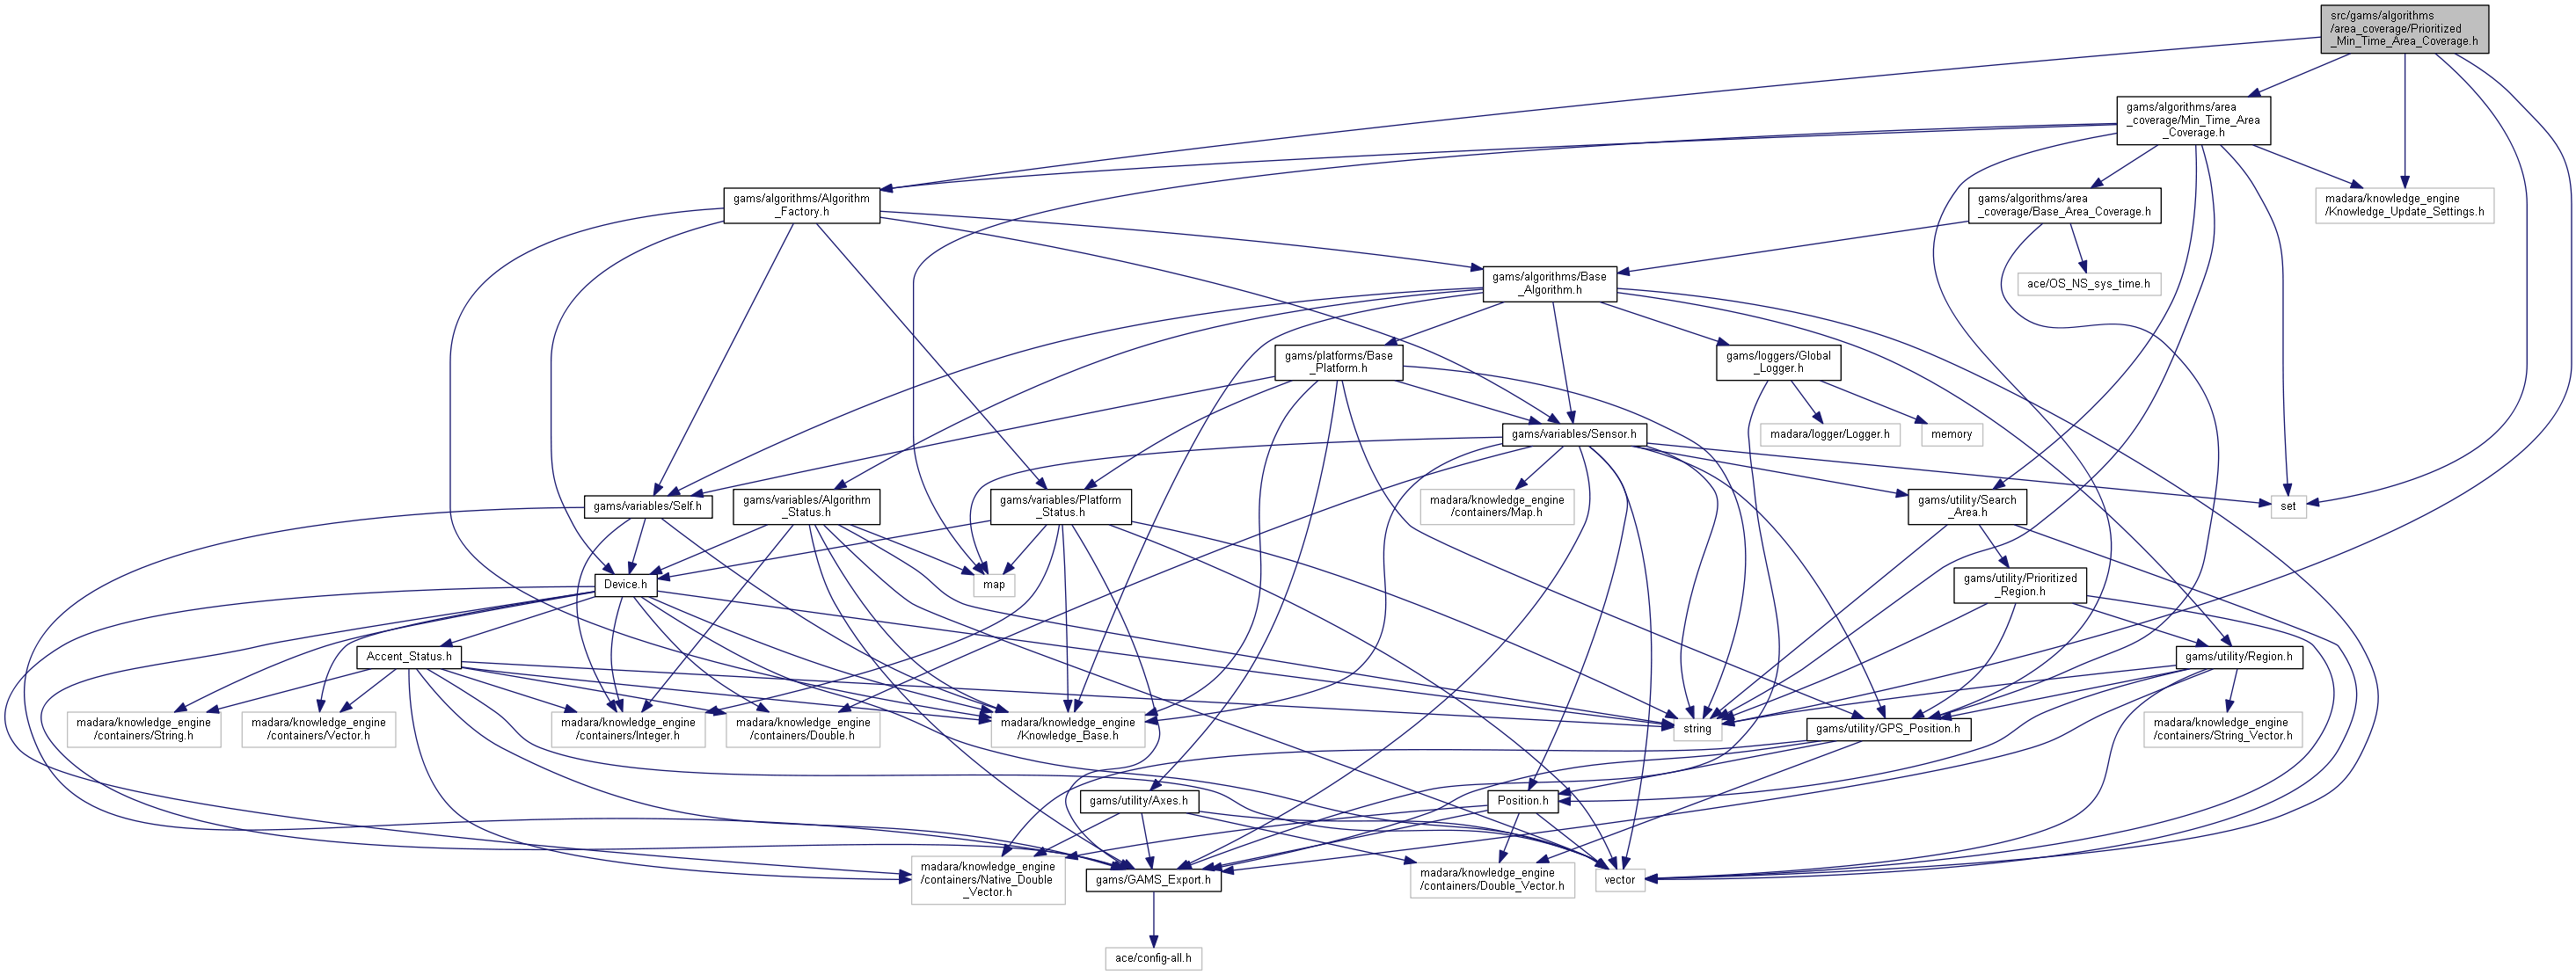 src/gams/algorithms
/area_coverage/Prioritized
_Min_Time_Area_Coverage.h
gams/algorithms/area
_coverage/Min_Time_Area
_Coverage.h
gams/algorithms/Algorithm
_Factory.h
gams/algorithms/area
_coverage/Base_Area_Coverage.h
madara/knowledge_engine
/Knowledge_Update_Settings.h
gams/algorithms/Base
_Algorithm.h
ace/OS_NS_sys_time.h
gams/platforms/Base
_Platform.h
gams/loggers/Global
_Logger.h
gams/variables/Sensor.h
madara/logger/Logger.h
memory
gams/variables/Self.h
gams/variables/Algorithm
_Status.h
gams/variables/Platform
_Status.h
madara/knowledge_engine
/containers/Map.h
gams/utility/Search
_Area.h
set
Device.h
map
gams/utility/Prioritized
_Region.h
Accent_Status.h
gams/utility/Region.h
madara/knowledge_engine
/containers/String.h
madara/knowledge_engine
/containers/Vector.h
madara/knowledge_engine
/containers/Integer.h
madara/knowledge_engine
/containers/Double.h
madara/knowledge_engine
/Knowledge_Base.h
string
gams/utility/GPS_Position.h
madara/knowledge_engine
/containers/String_Vector.h
gams/utility/Axes.h
Position.h
madara/knowledge_engine
/containers/Native_Double
_Vector.h
gams/GAMS_Export.h
madara/knowledge_engine
/containers/Double_Vector.h
vector
ace/config-all.h